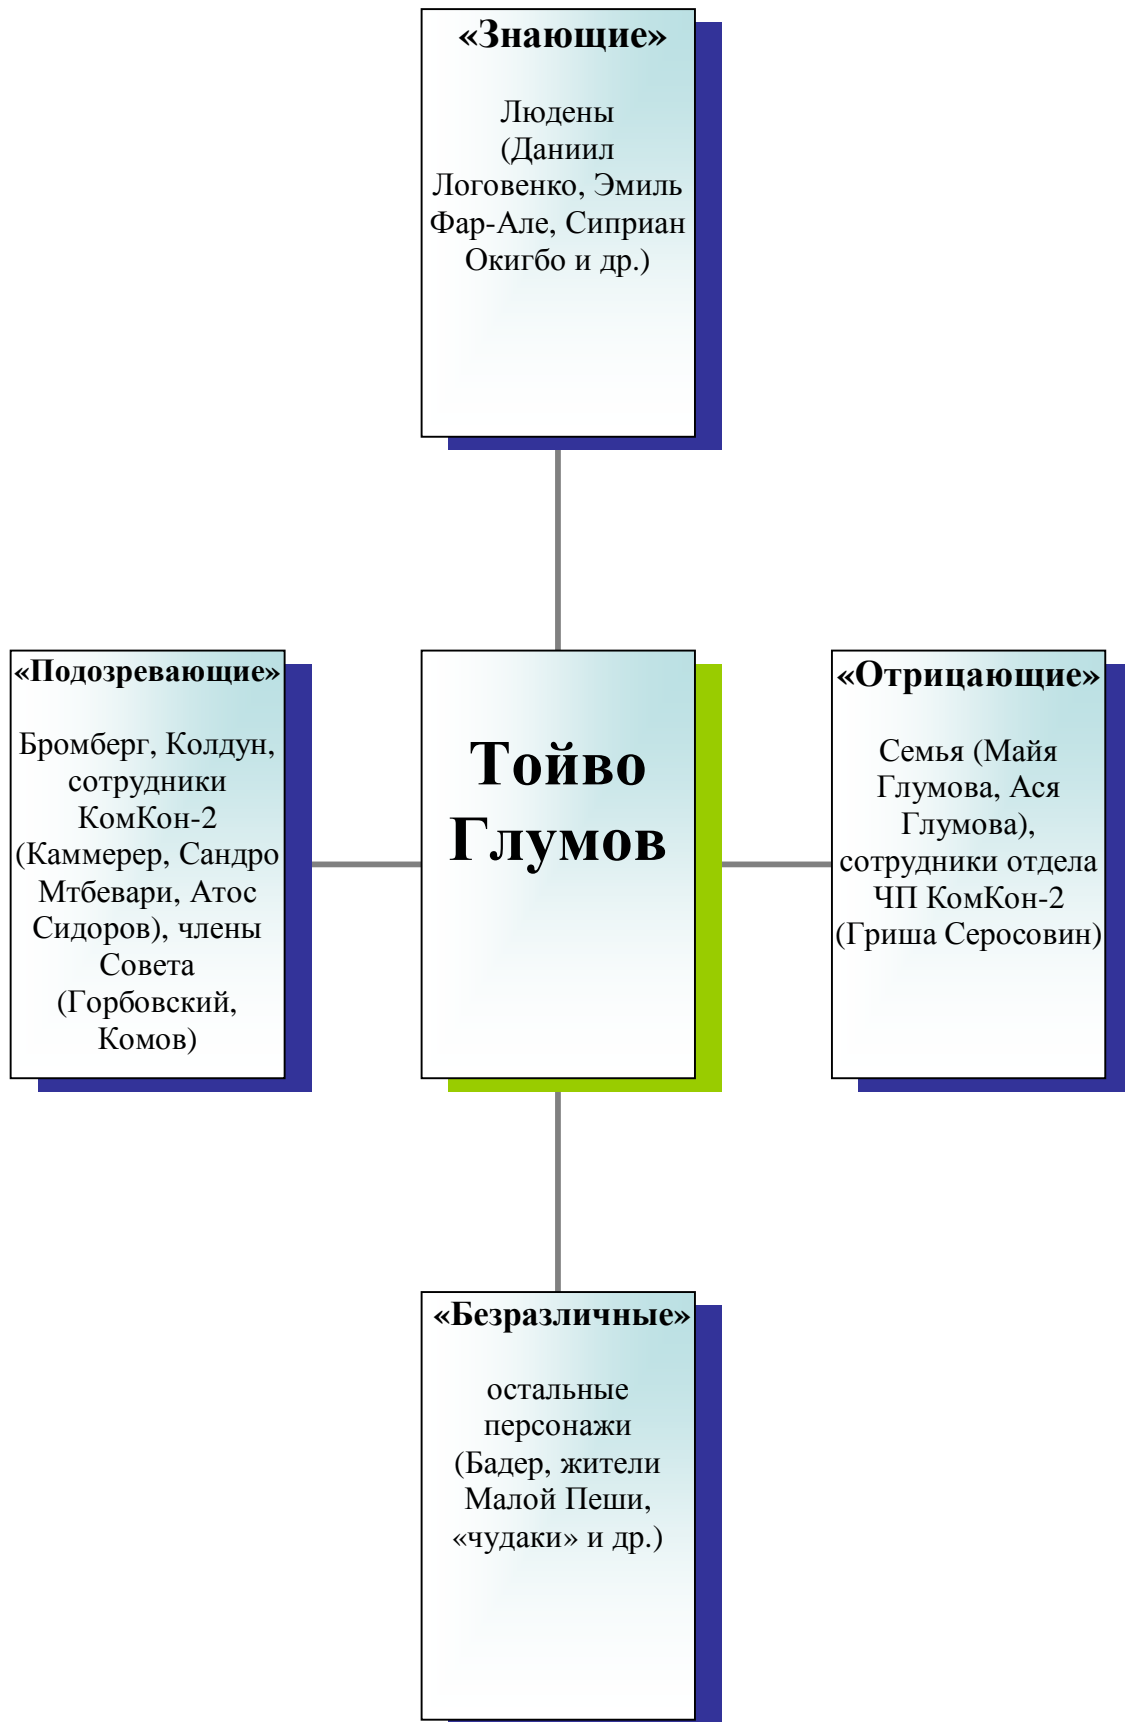 «Знающие»
Людены
(Даниил
Логовенко, Эмиль
Фар-Але, Сиприан
Окигбо и др.)
«Подозревающие»
Бромберг, Колдун,
сотрудники
КомКон-2
(Каммерер, Сандро
Мтбевари, Атос
Сидоров), члены
Совета
(Горбовский,
Комов)
Тойво
Глумов
«Отрицающие»
Семья (Майя
Глумова, Ася
Глумова),
сотрудники отдела
ЧП КомКон-2
(Гриша Серосовин)
«Безразличные»
остальные
персонажи
(Бадер, жители
Малой Пеши,
«чудаки» и др.)